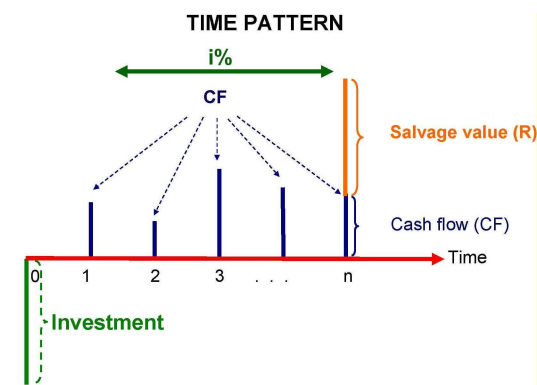 TIME PATTERN
i%
CF
Salvage value (R)
Cash flow (CF)
Time
0 1 2 3 . . . n
Investment